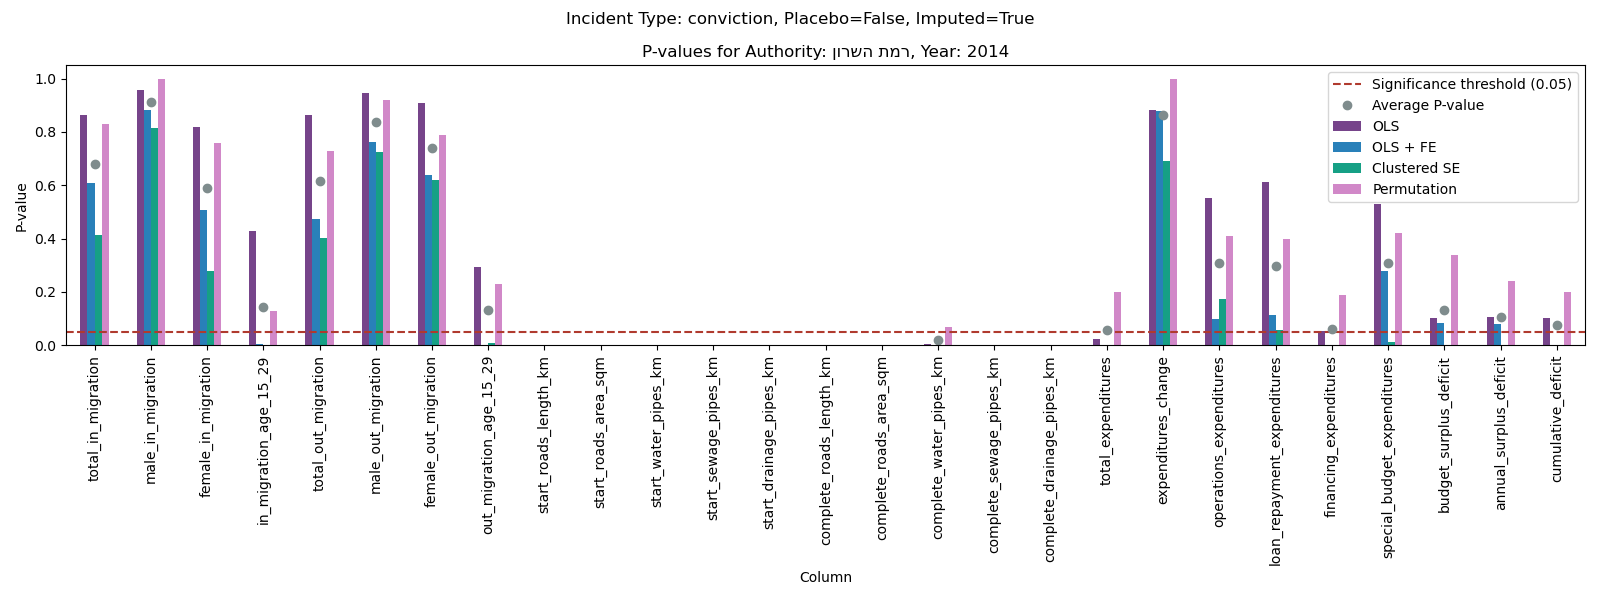 Incident Type: conviction, Placebo=False, Imputed=True
P-values for Authority: רמת השרון, Year: 2014
P-value
1.0
0.8
0.6
0.4
0.2
0.0
Significance threshold (0.05)
Average P-value
OLS
OLS + FE
Clustered SE
Permutation
total_in_migration
male_in_migration
female_in_migration
in_migration_age_15_29
total_out_migration
male_out_migration
female_out_migration
out_migration_age_15_29
start_roads_length_km
start_roads_area_sqm
start_water_pipes_km
start_sewage_pipes_km
start_drainage_pipes_km
complete_roads_length_km
complete_roads_area_sqm
complete_water_pipes_km
complete_sewage_pipes_km
complete_drainage_pipes_km
total_expenditures
expenditures_change
operations_expenditures
loan_repayment_expenditures
financing_expenditures
special_budget_expenditures
budget_surplus_deficit
annual_surplus_deficit
cumulative_deficit
Column